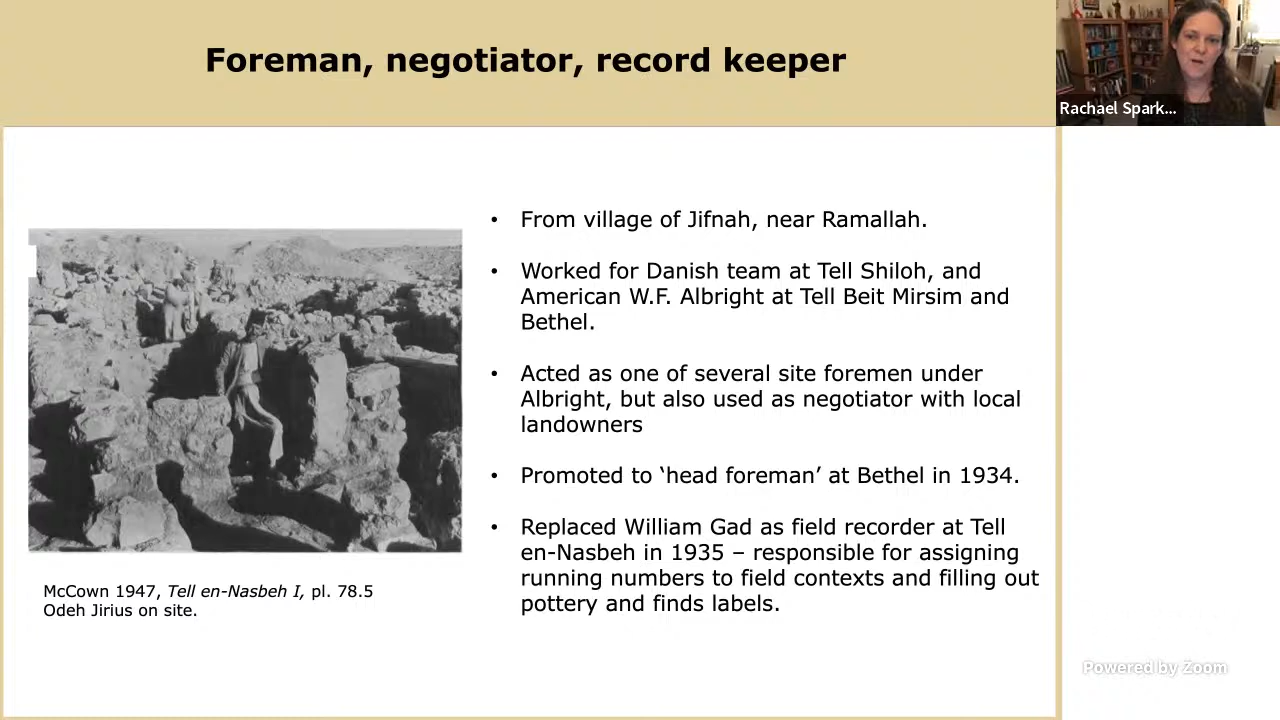 Foreman, negotiator, record keeper
Rachael Spark...
• From village of Jifnah, near Ramallah.
• Worked for Danish team at Tell Shiloh, and
American W.F. Albright at Tell Beit Mirsim and
Bethel.
• Acted as one of several site foremen under
Albright, but also used as negotiator with local
landowners
• Promoted to ‘head foreman’ at Bethel in 1934.
• Replaced William Gad as field recorder at Tell
en-Nasbeh in 1935 – responsible for assigning
running numbers to field contexts and filling out
pottery and finds labels.
McCown 1947, Tell en-Nasbeh I, pl. 78.5
Odeh Jirius on site.
Powered by Zoom